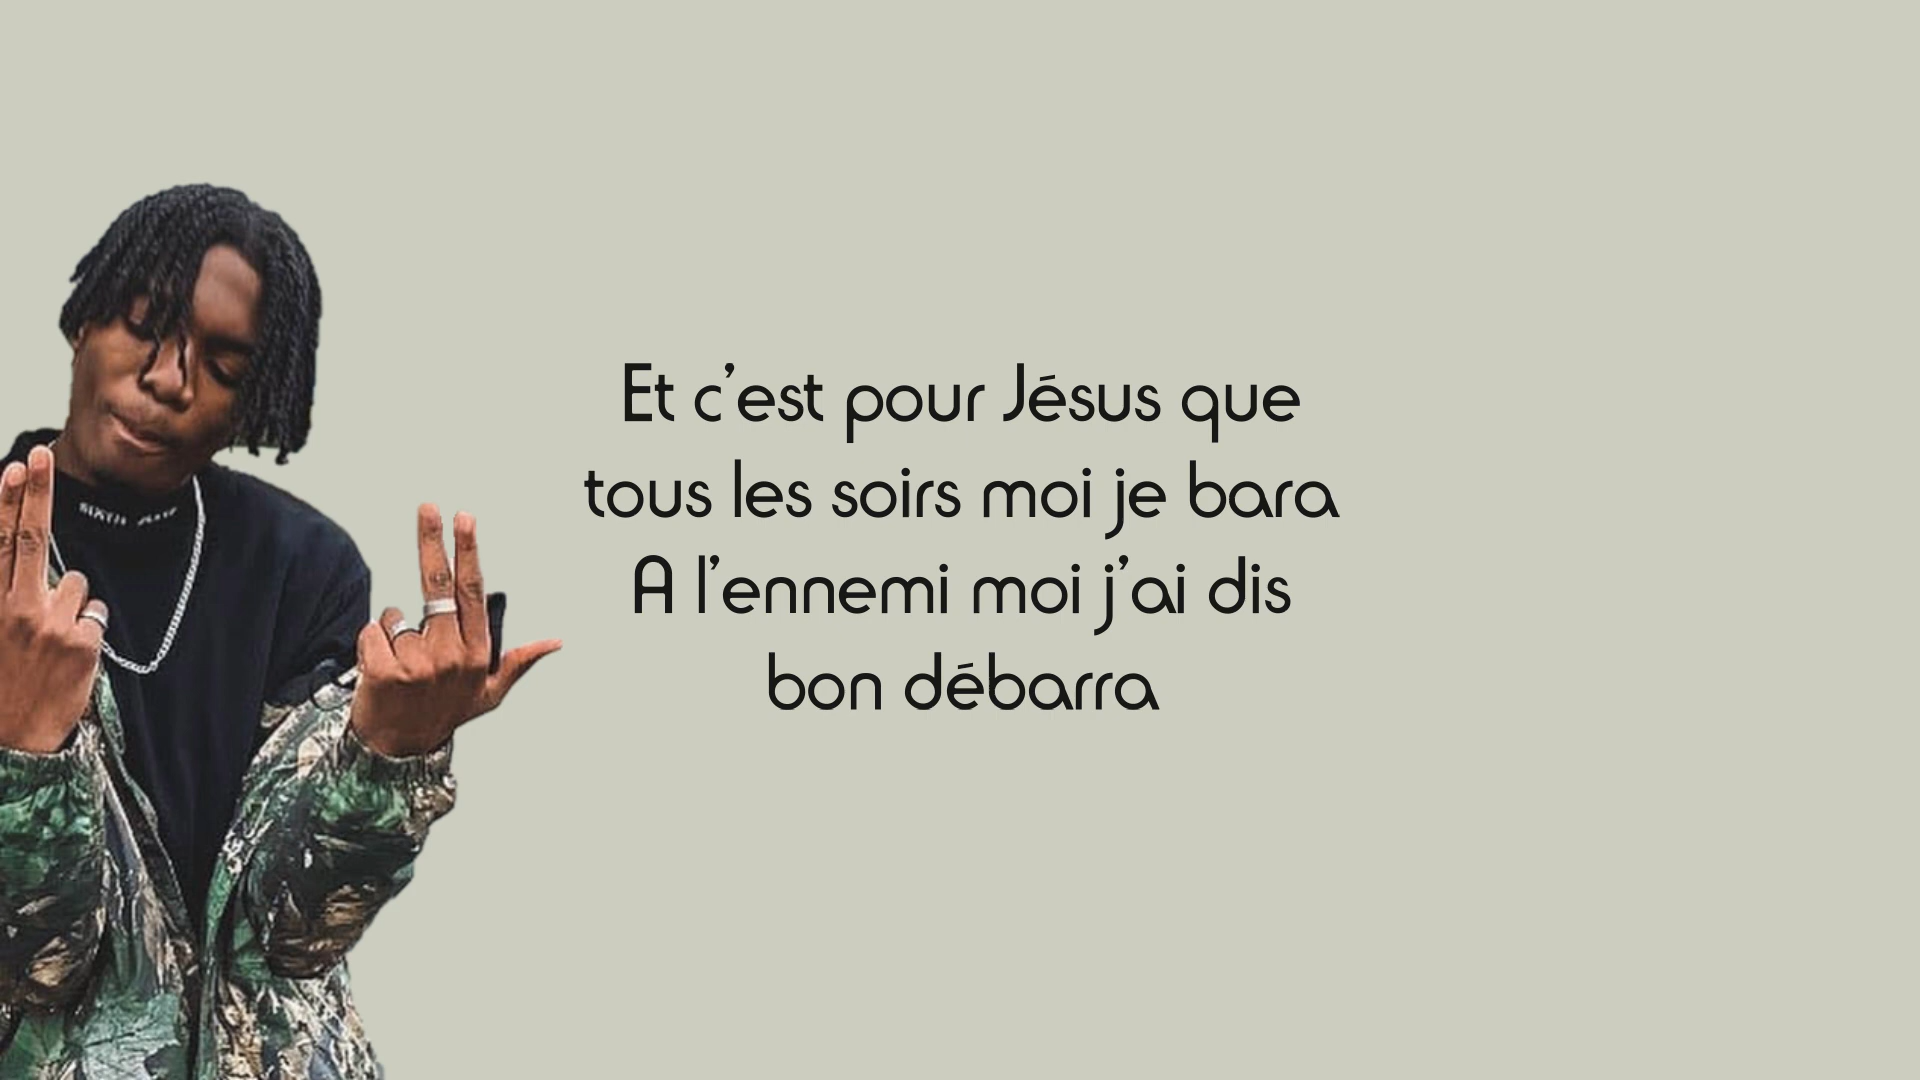 Et c'est pour Jésus que
tous les soirs moi je bara
A l'ennemi moi j'ai dis
bon débarra